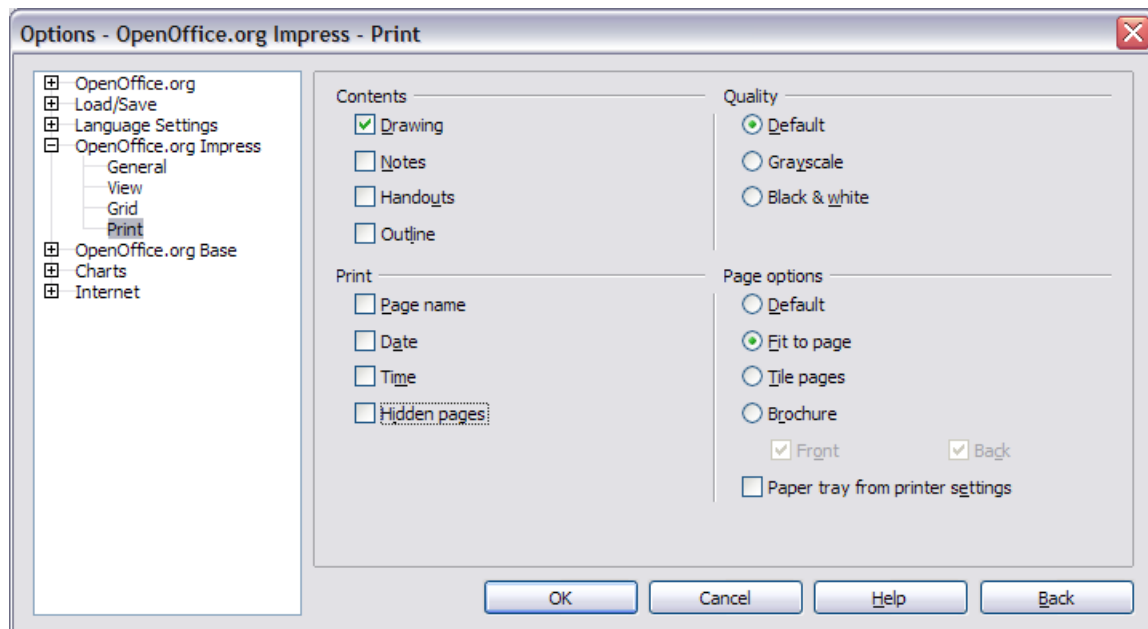 Options - OpenOffice.org Impress - Print
OpenOffice.org
Load/Save
Language Settings
OpenOffice.org Impress
General
View
Grid
Print
OpenOffice.org Base
Charts
Internet
Contents
Drawing
Notes
Handouts
Outline
Print
Page name
Date
Time
Hidden pages
Quality
Default
Grayscale
Black & white
Page options
Default
Fit to page
Tile pages
Brochure
Front Back
Paper tray from printer settings
OK Cancel Help Back